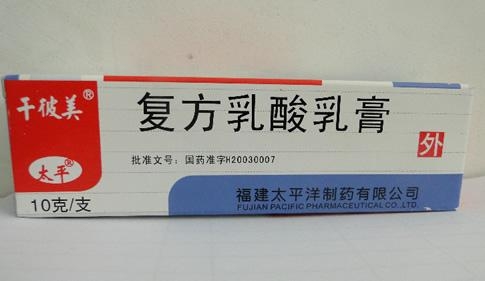 干彼美®
复方乳酸乳膏
批准文号：国药准字H20030007
外
太平®
10克/支
福建太平洋制药有限公司
FUJIAN PACIFIC PHARMACEUTICAL CO.,LTD.